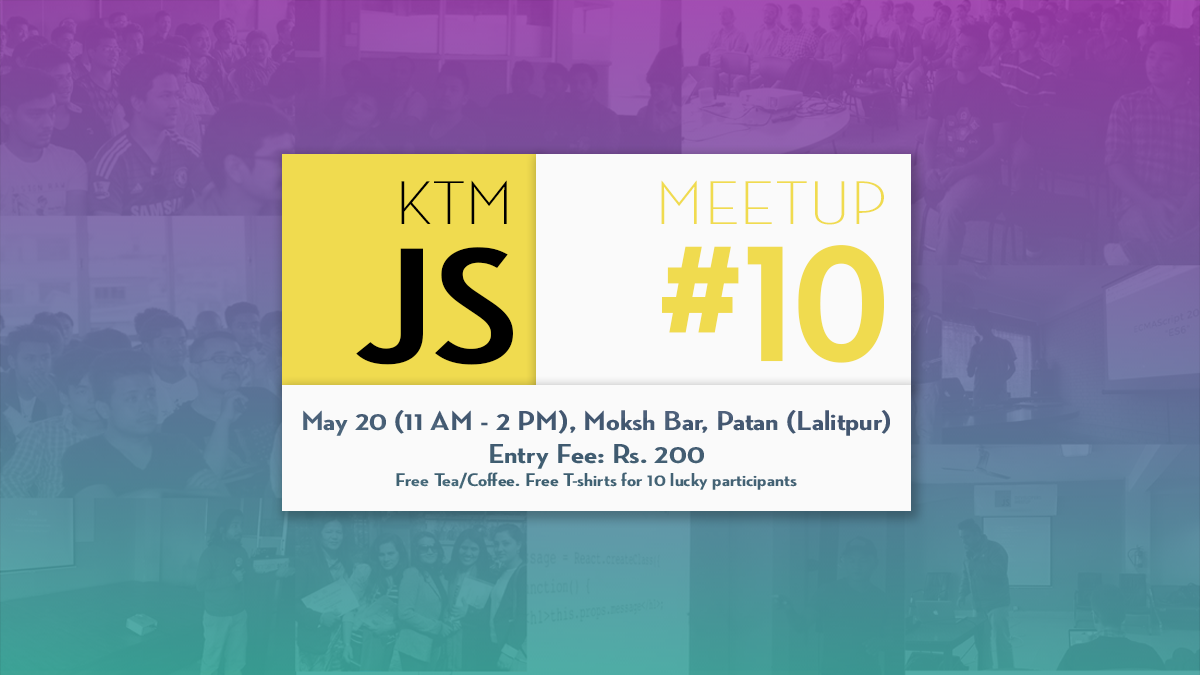 KTM
JS
MEETUP
#10
May 20 (11 AM - 2 PM), Moksh Bar, Patan (Lalitpur)
Entry Fee: Rs. 200
Free Tea/Coffee. Free T-shirts for 10 lucky participants